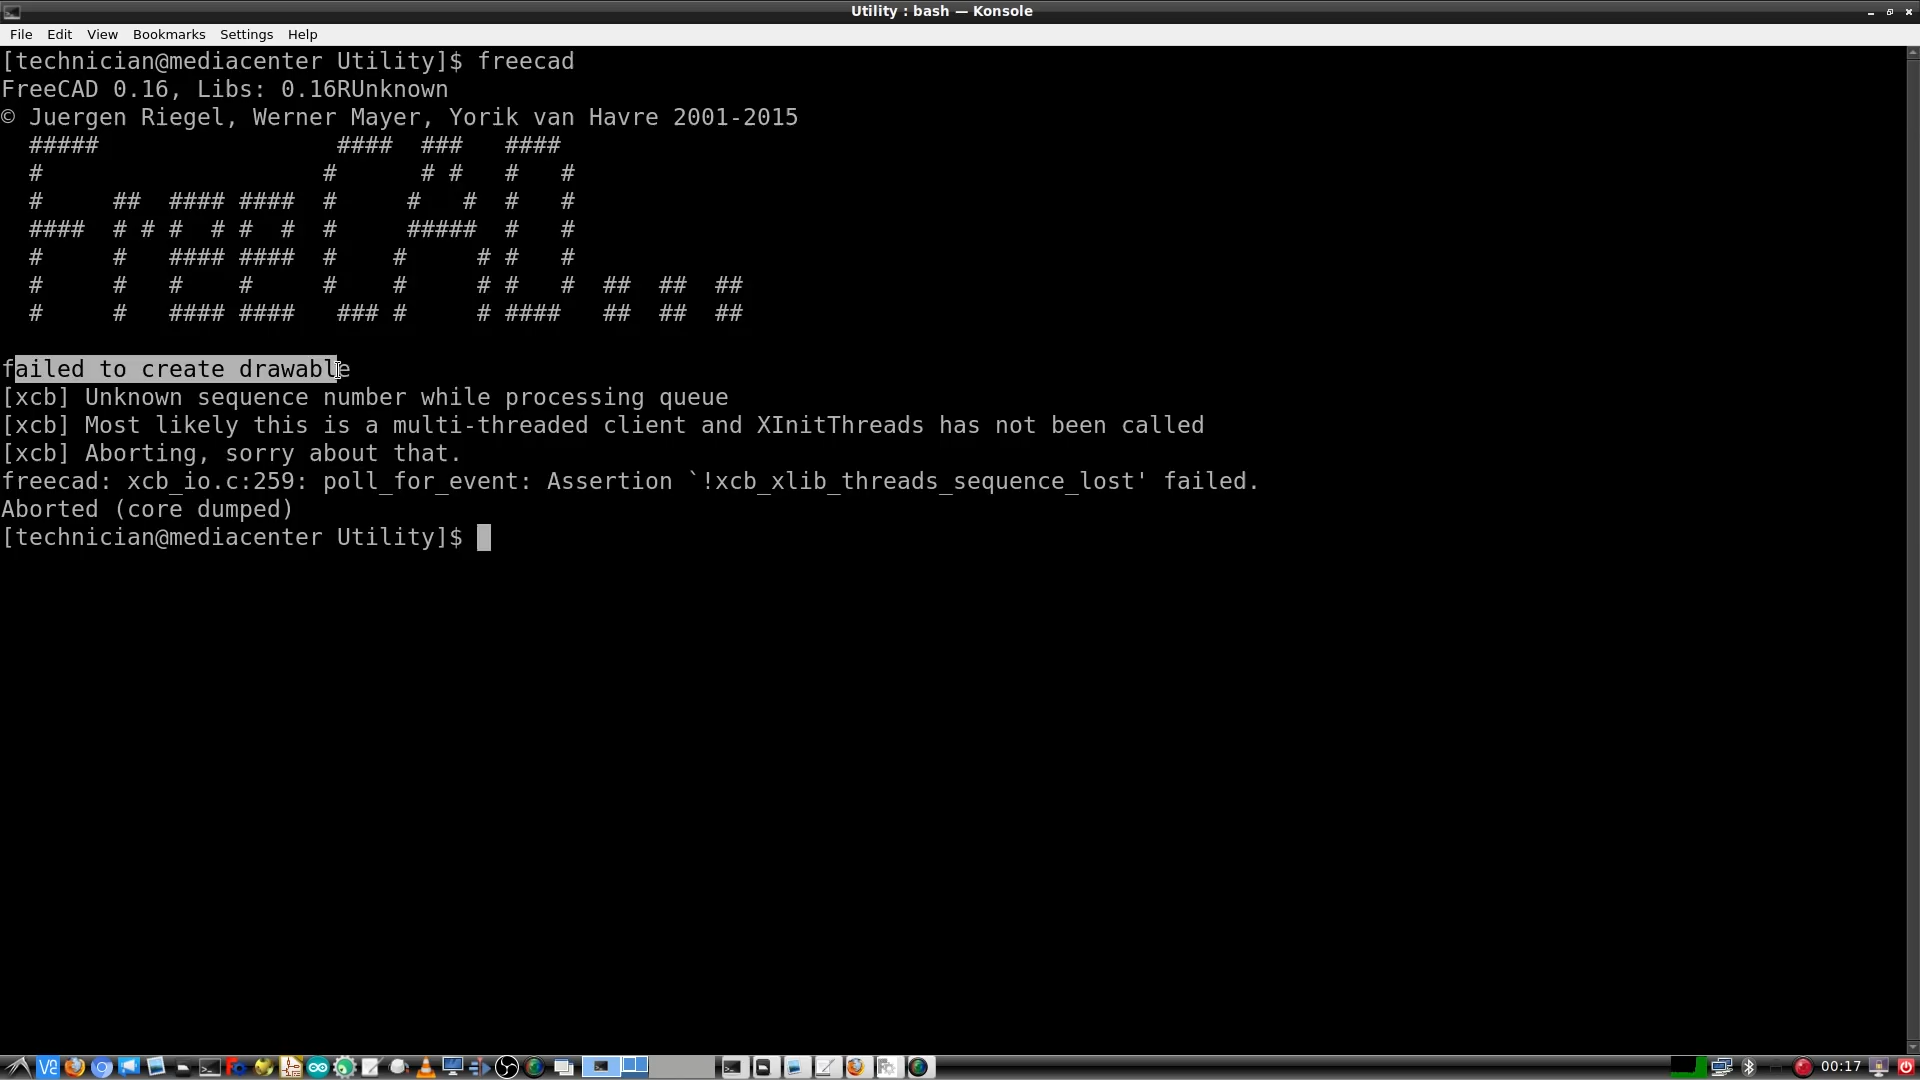 Utility : bash — Konsole
File Edit View Bookmarks Settings Help
[technician@mediacenter Utility]$ freecad
FreeCAD 0.16, Libs: 0.16RUnknown
© Juergen Riegel, Werner Mayer, Yorik van Havre 2001-2015
  #####                 ####  ###   ####
  #                    #      # #   #   #
  #     ##  #### ####  #     #   #  #   #
  ####  # # #  # #  #  #     #####  #   #
  #     #   #### ####  #    #     # #   #
  #     #   #    #     #    #     # #   #  ##  ##  ##
  #     #   #### ####   ### #     # ####   ##  ##  ##
failed to create drawable
[xcb] Unknown sequence number while processing queue
[xcb] Most likely this is a multi-threaded client and XInitThreads has not been called
[xcb] Aborting, sorry about that.
freecad: xcb_io.c:259: poll_for_event: Assertion `!xcb_xlib_threads_sequence_lost' failed.
Aborted (core dumped)
[technician@mediacenter Utility]$
00:17